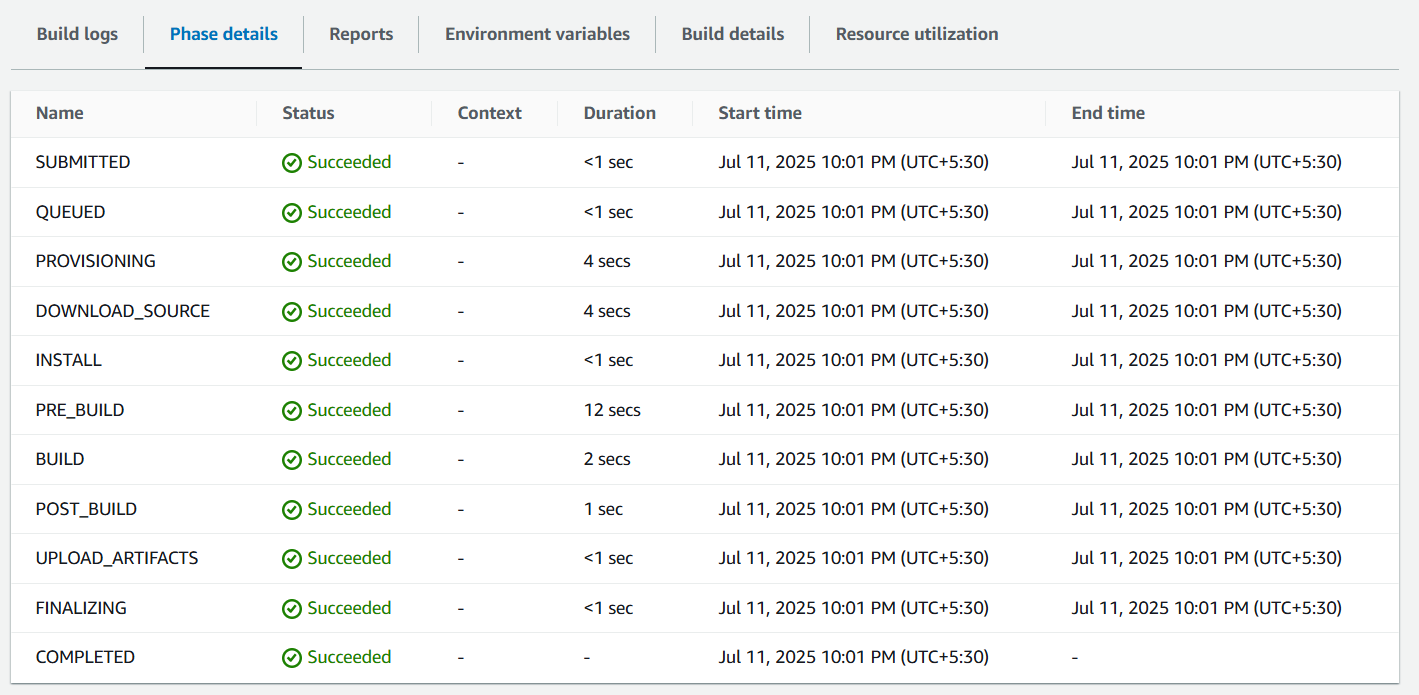 Build logs Phase details Reports Environment variables Build details Resource utilization
Name Status Context Duration Start time End time
SUBMITTED Succeeded - <1 sec Jul 11, 2025 10:01 PM (UTC+5:30) Jul 11, 2025 10:01 PM (UTC+5:30)
QUEUED Succeeded - <1 sec Jul 11, 2025 10:01 PM (UTC+5:30) Jul 11, 2025 10:01 PM (UTC+5:30)
PROVISIONING Succeeded - 4 secs Jul 11, 2025 10:01 PM (UTC+5:30) Jul 11, 2025 10:01 PM (UTC+5:30)
DOWNLOAD_SOURCE Succeeded - 4 secs Jul 11, 2025 10:01 PM (UTC+5:30) Jul 11, 2025 10:01 PM (UTC+5:30)
INSTALL Succeeded - <1 sec Jul 11, 2025 10:01 PM (UTC+5:30) Jul 11, 2025 10:01 PM (UTC+5:30)
PRE_BUILD Succeeded - 12 secs Jul 11, 2025 10:01 PM (UTC+5:30) Jul 11, 2025 10:01 PM (UTC+5:30)
BUILD Succeeded - 2 secs Jul 11, 2025 10:01 PM (UTC+5:30) Jul 11, 2025 10:01 PM (UTC+5:30)
POST_BUILD Succeeded - 1 sec Jul 11, 2025 10:01 PM (UTC+5:30) Jul 11, 2025 10:01 PM (UTC+5:30)
UPLOAD_ARTIFACTS Succeeded - <1 sec Jul 11, 2025 10:01 PM (UTC+5:30) Jul 11, 2025 10:01 PM (UTC+5:30)
FINALIZING Succeeded - <1 sec Jul 11, 2025 10:01 PM (UTC+5:30) Jul 11, 2025 10:01 PM (UTC+5:30)
COMPLETED Succeeded - - Jul 11, 2025 10:01 PM (UTC+5:30) -